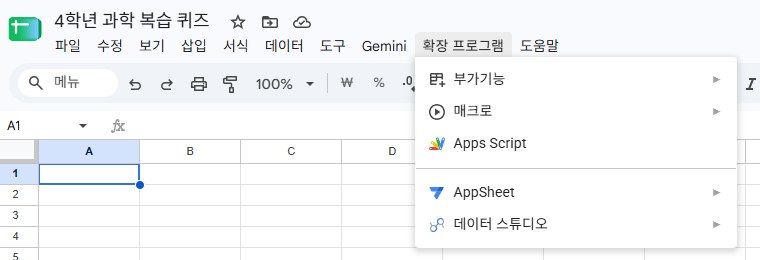 4학년 과학 복습 퀴즈
파일 수정 보기 삽입 서식 데이터 도구 Gemini 확장 프로그램 도움말
메뉴 100% ₩ % .0 I
부가기능
매크로
Apps Script
AppSheet
데이터 스튜디오
A1 fx
A B C D
1
2
3
4
5